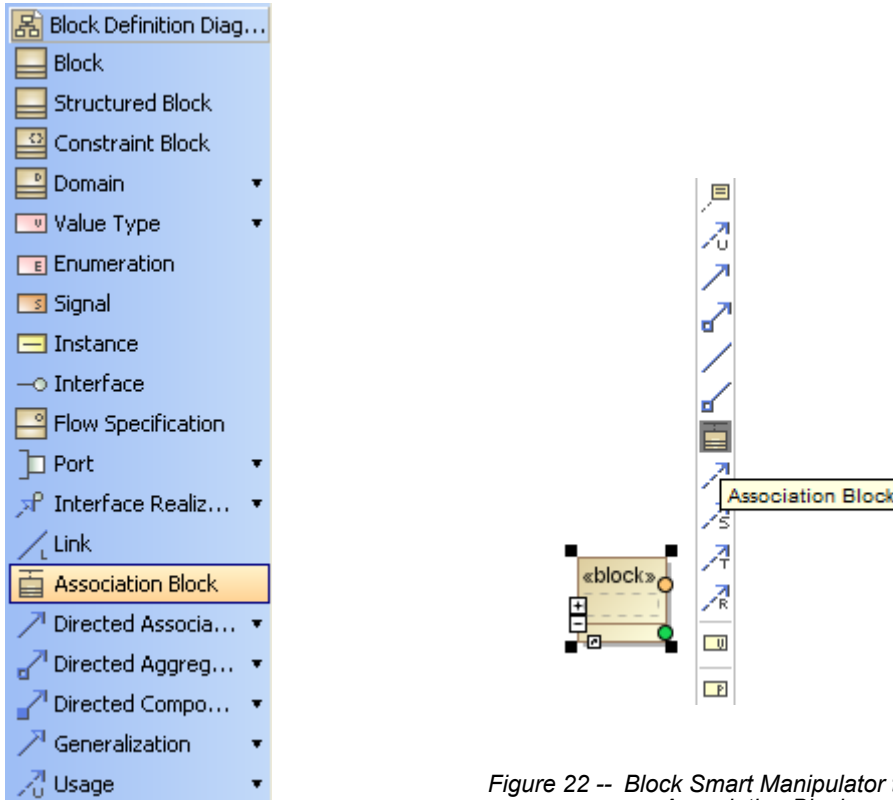 Block Definition Diag...
Block
Structured Block
Constraint Block
Domain
Value Type
Enumeration
Signal
Instance
Interface
Flow Specification
Port
Interface Realiz...
Link
Association Block
Directed Associa...
Directed Aggreg...
Directed Compo...
Generalization
Usage
U
Association Block
S
T
R
«block»
U
P
Figure 22 -- Block Smart Manipulator